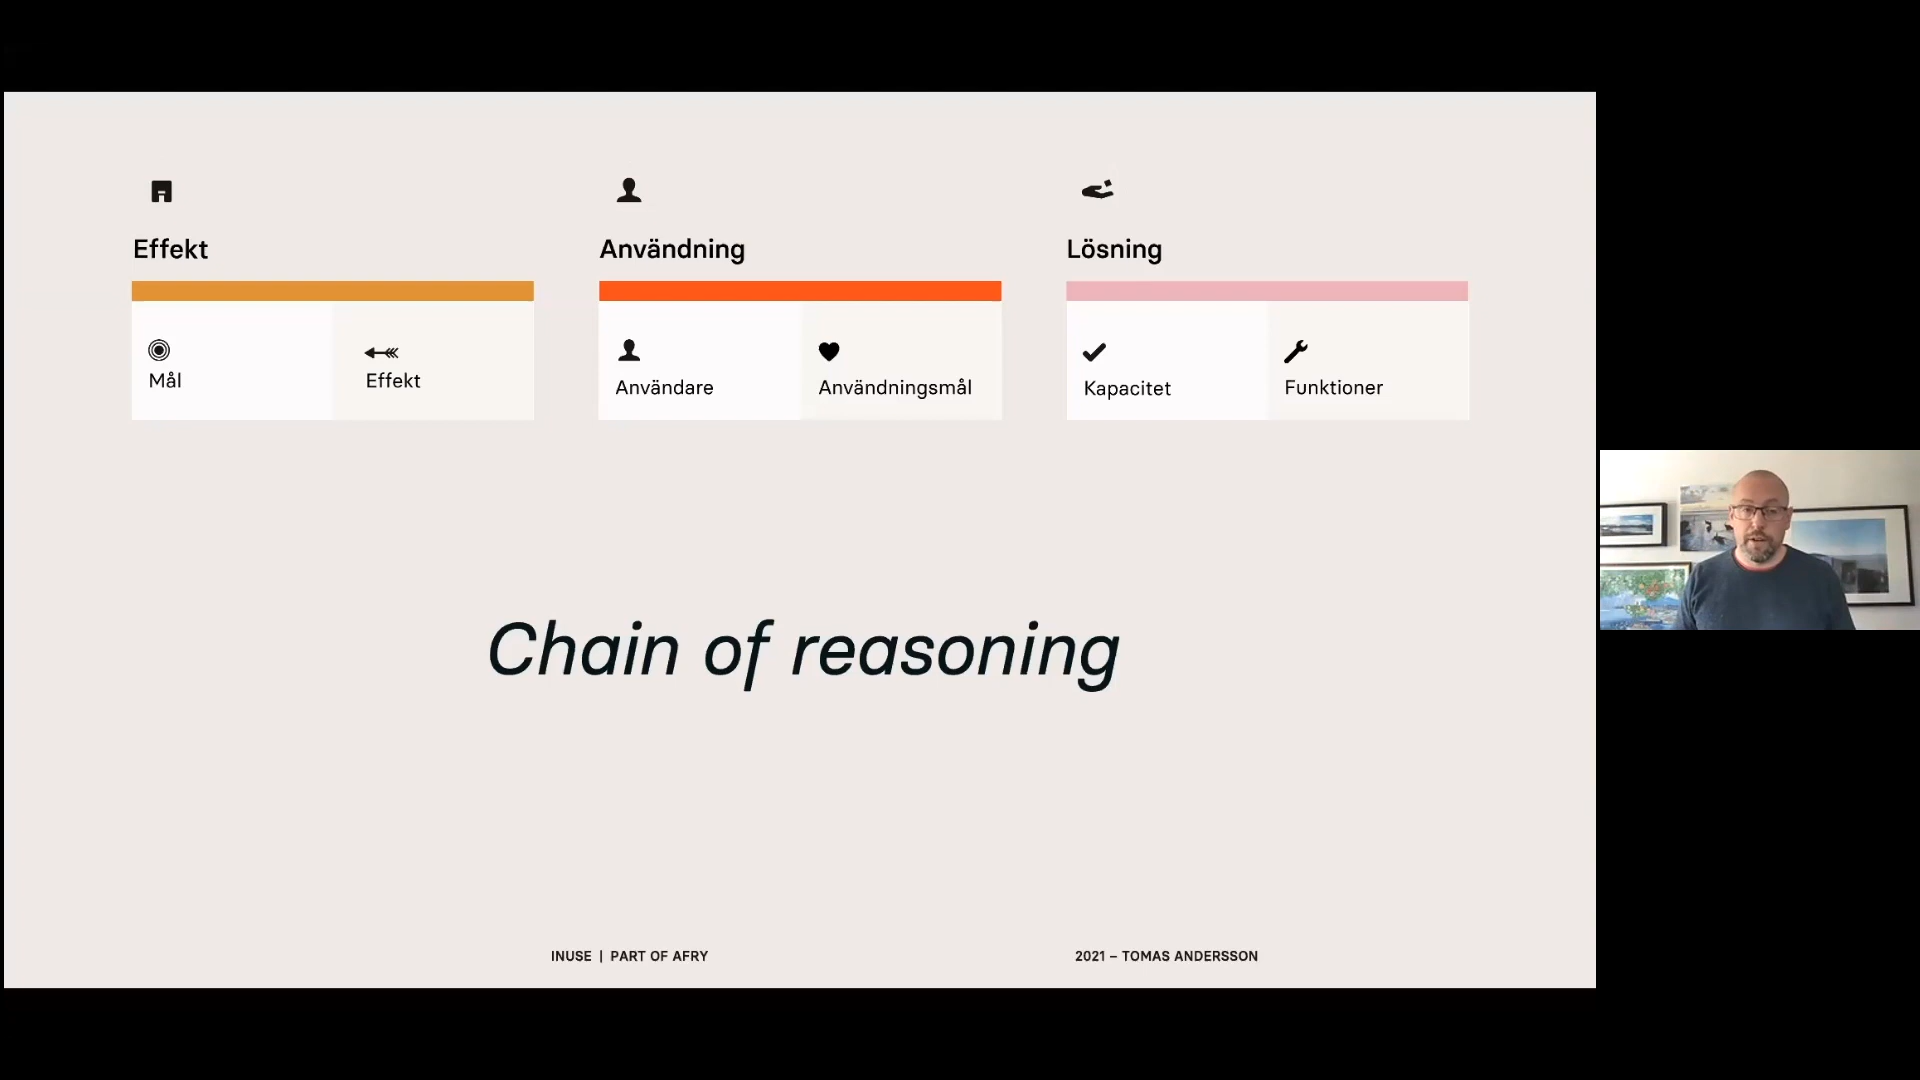 Effekt
Användning
Lösning
Mål
Effekt
Användare
Användningsmål
Kapacitet
Funktioner
Chain of reasoning
INUSE | PART OF AFRY
2021 – TOMAS ANDERSSON